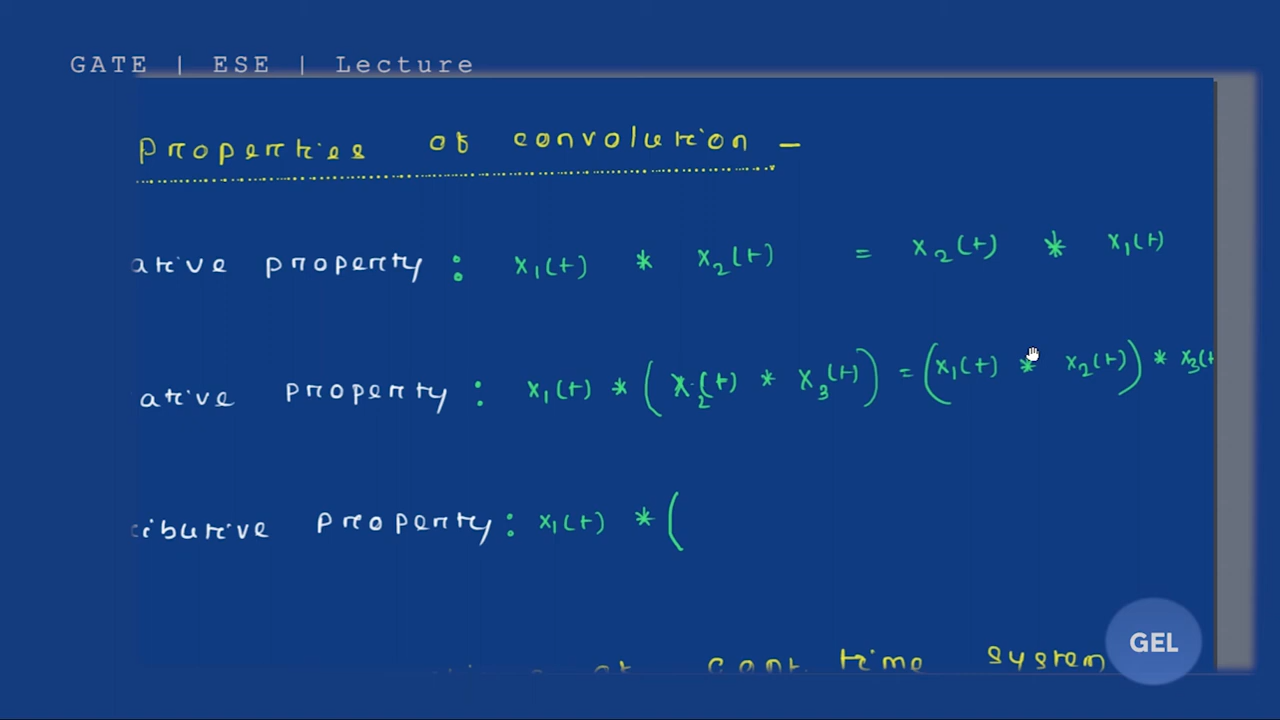 GATE | ESE | Lecture
Properties of convolution –
ative property : x₁(t) * x₂(t) = x₂(t) * x₁(t)
ative property : x₁(t) * (x₂(t) * x₃(t)) = (x₁(t) * x₂(t)) * x₃(t
ibutive property : x₁(t) * (
cont. time system
GEL